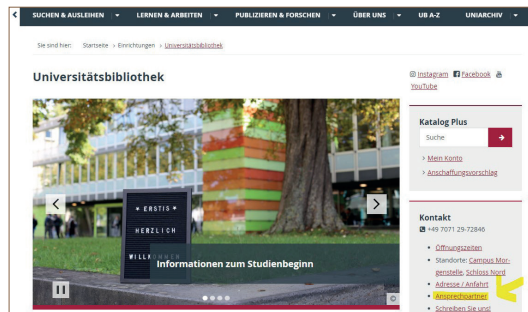 SUCHEN & AUSLEIHEN
LERNEN & ARBEITEN
PUBLIZIEREN & FORSCHEN
ÜBER UNS
UB A-Z
UNIARCHIV
Sie sind hier: Startseite > Einrichtungen > Universitätsbibliothek
Universitätsbibliothek
* ERSTIS *
HERZLICH
WILLKOMMEN
Informationen zum Studienbeginn
©
Instagram Facebook
YouTube
Katalog Plus
Suche
> Mein Konto
> Anschaffungsvorschlag
Kontakt
+49 7071 29-72846
Öffnungszeiten
Standorte: Campus Mor-
genstelle, Schloss Nord
Adresse / Anfahrt
Ansprechpartner
Schreiben Sie uns!